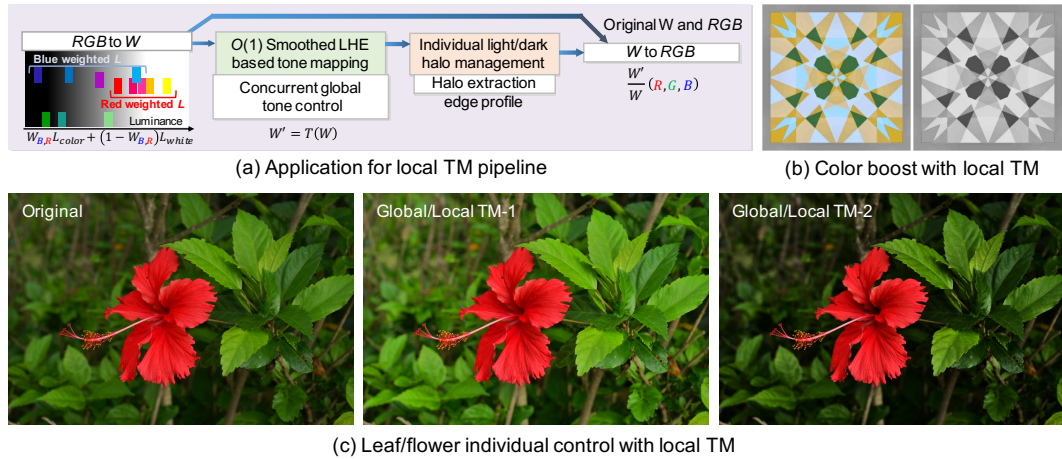 Original W and RGB
RGB to W
Blue weighted L
Red weighted L
Luminance
W_{B,R}L_{color} + (1 − W_{B,R})L_{white}
O(1) Smoothed LHE
based tone mapping
Concurrent global
tone control
W′ = T(W)
Individual light/dark
halo management
Halo extraction
edge profile
W to RGB
W′/W (R, G, B)
(a) Application for local TM pipeline
(b) Color boost with local TM
Original
Global/Local TM-1
Global/Local TM-2
(c) Leaf/flower individual control with local TM